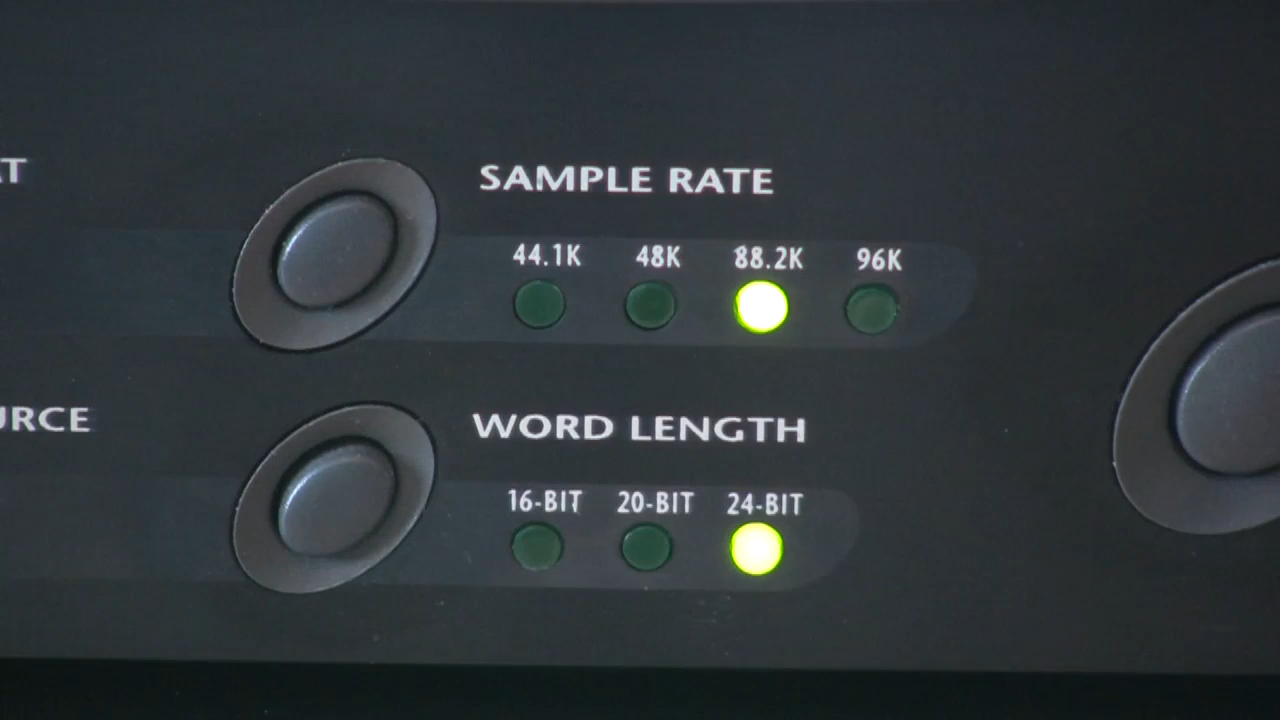 SAMPLE RATE
44.1K 48K 88.2K 96K
WORD LENGTH
16-BIT 20-BIT 24-BIT